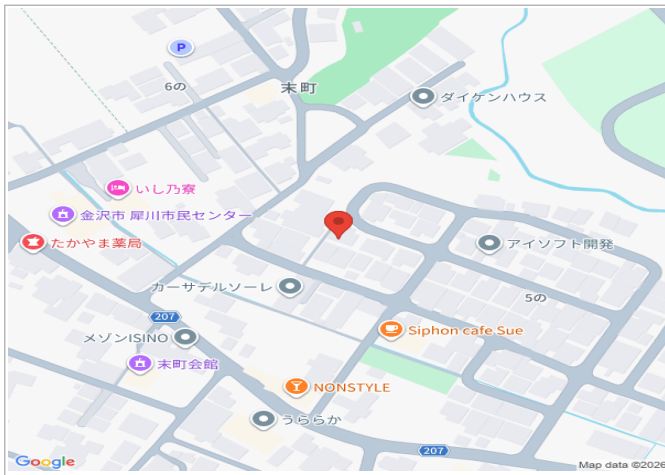 P
6の
末町
ダイケンハウス
いし乃寮
金沢市 犀川市民センター
たかやま薬局
アイソフト開発
カーサデルソーレ
5の
207
Siphon cafe.Sue
メゾンISINO
末町会館
NONSTYLE
うららか
207
Google
Map data ©2026